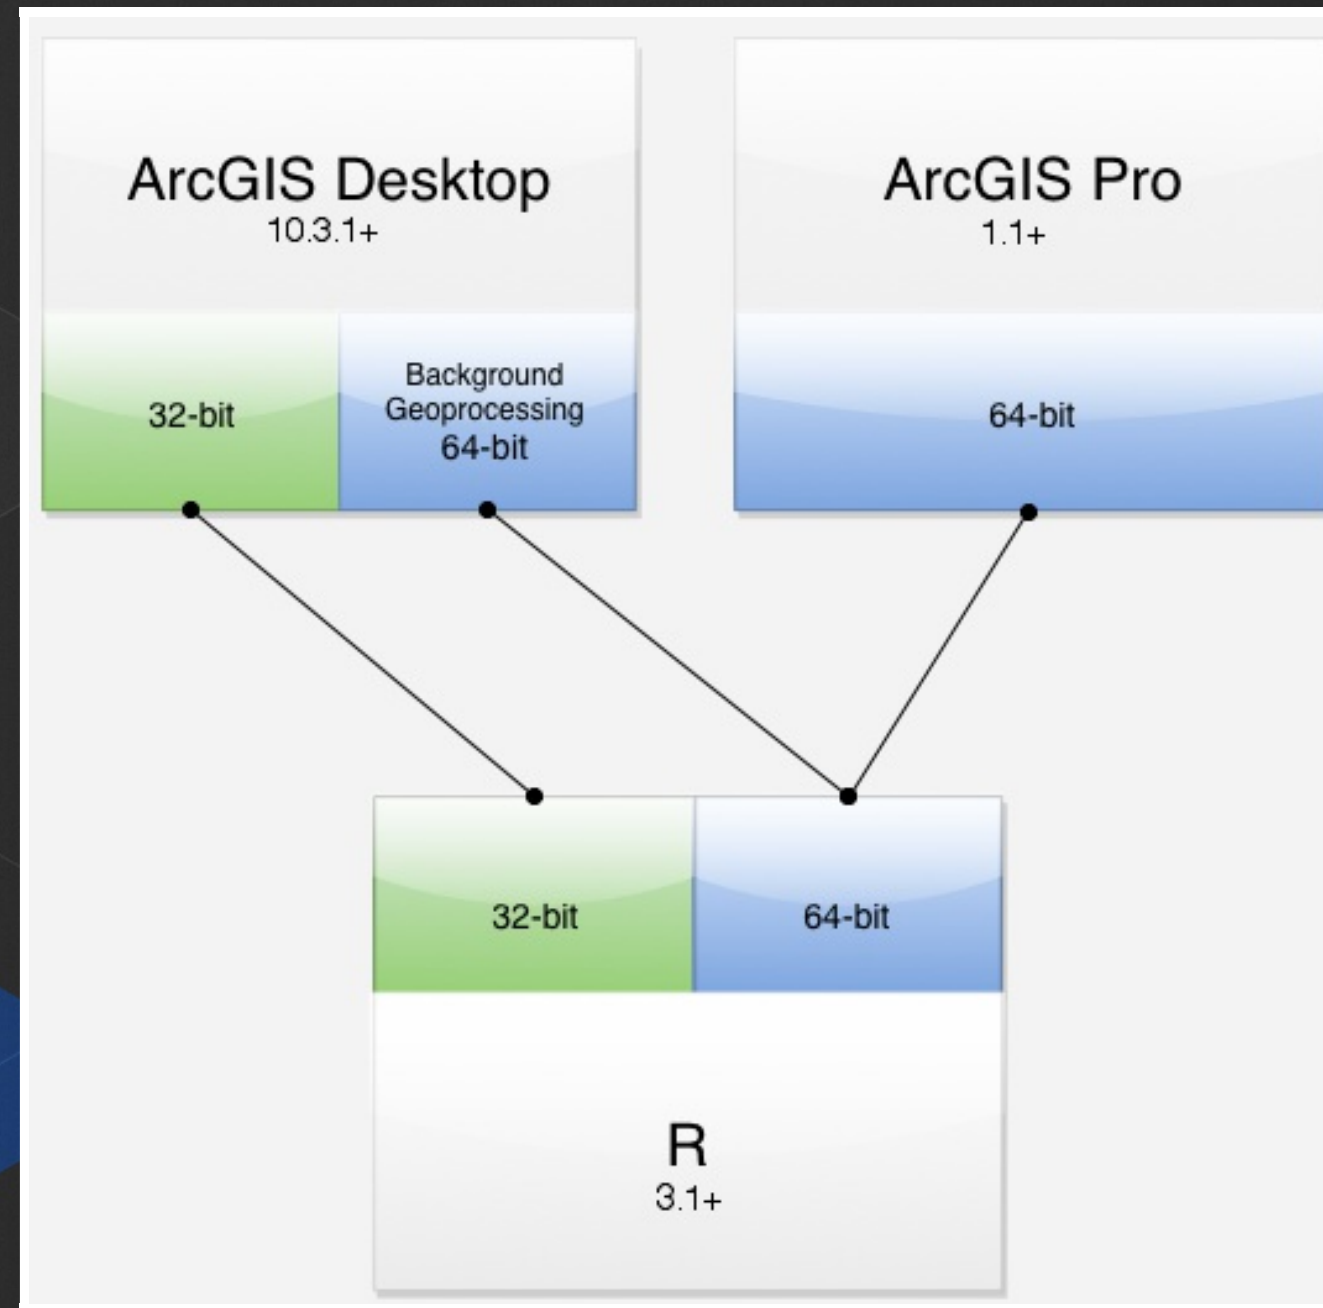 ArcGIS Desktop
10.3.1+
32-bit
Background
Geoprocessing
64-bit
ArcGIS Pro
1.1+
64-bit
32-bit
64-bit
R
3.1+